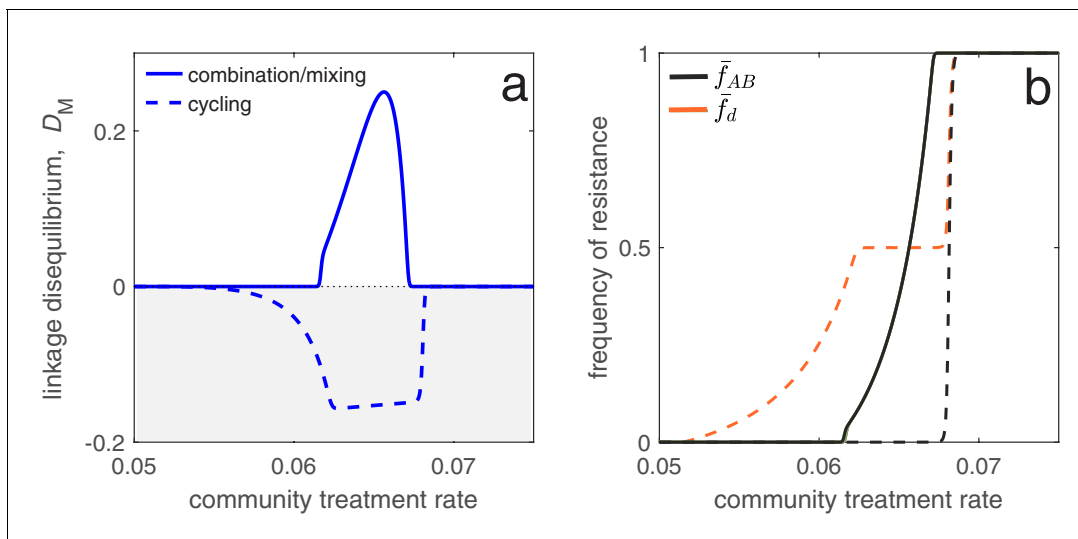 a
combination/mixing
cycling
linkage disequilibrium, D_M
0.2
0
-0.2
0.05
0.06
0.07
community treatment rate
b
f̄_AB
f̄_d
frequency of resistance
1
0.5
0
0.05
0.06
0.07
community treatment rate